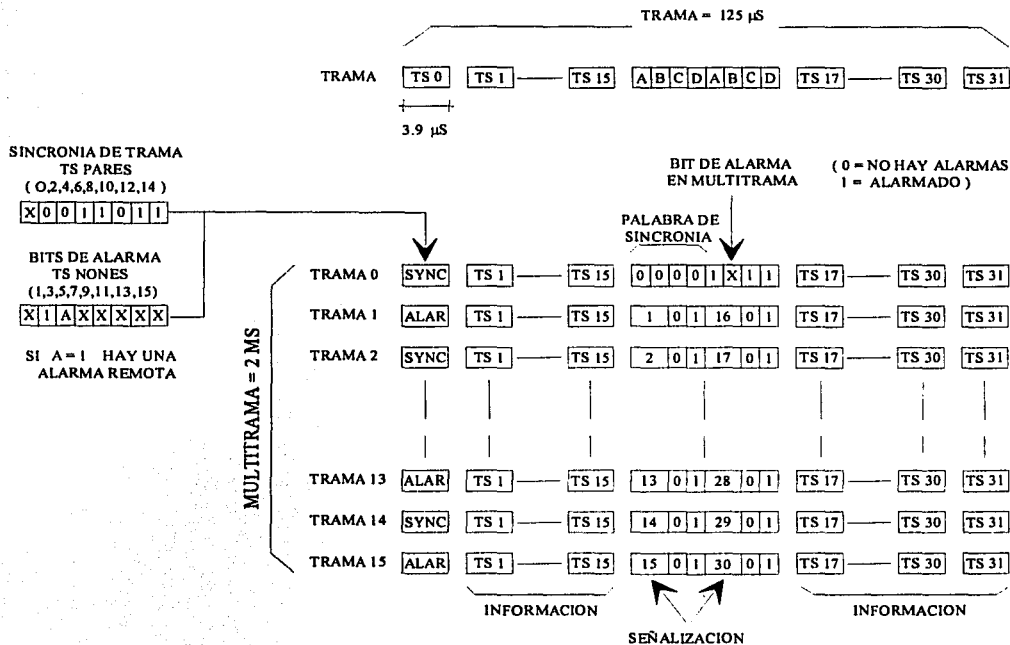 TRAMA = 125 µS
TRAMA TS 0 TS 1 TS 15 A B C D A B C D TS 17 TS 30 TS 31
3.9 µS
SINCRONIA DE TRAMA
TS PARES
( 0,2,4,6,8,10,12,14 )
X 0 0 1 1 0 1 1
BITS DE ALARMA
TS NONES
(1,3,5,7,9,11,13,15)
X 1 A X X X X X
SI A = 1 HAY UNA
ALARMA REMOTA
BIT DE ALARMA
EN MULTITRAMA
( 0 = NO HAY ALARMAS
1 = ALARMADO )
PALABRA DE
SINCRONIA
MULTITRAMA = 2 MS
TRAMA 0 SYNC TS 1 TS 15 0 0 0 0 1 X 1 1 TS 17 TS 30 TS 31
TRAMA 1 ALAR TS 1 TS 15 1 0 1 16 0 1 TS 17 TS 30 TS 31
TRAMA 2 SYNC TS 1 TS 15 2 0 1 17 0 1 TS 17 TS 30 TS 31
TRAMA 13 ALAR TS 1 TS 15 13 0 1 28 0 1 TS 17 TS 30 TS 31
TRAMA 14 SYNC TS 1 TS 15 14 0 1 29 0 1 TS 17 TS 30 TS 31
TRAMA 15 ALAR TS 1 TS 15 15 0 1 30 0 1 TS 17 TS 30 TS 31
INFORMACION
INFORMACION
SEÑALIZACION